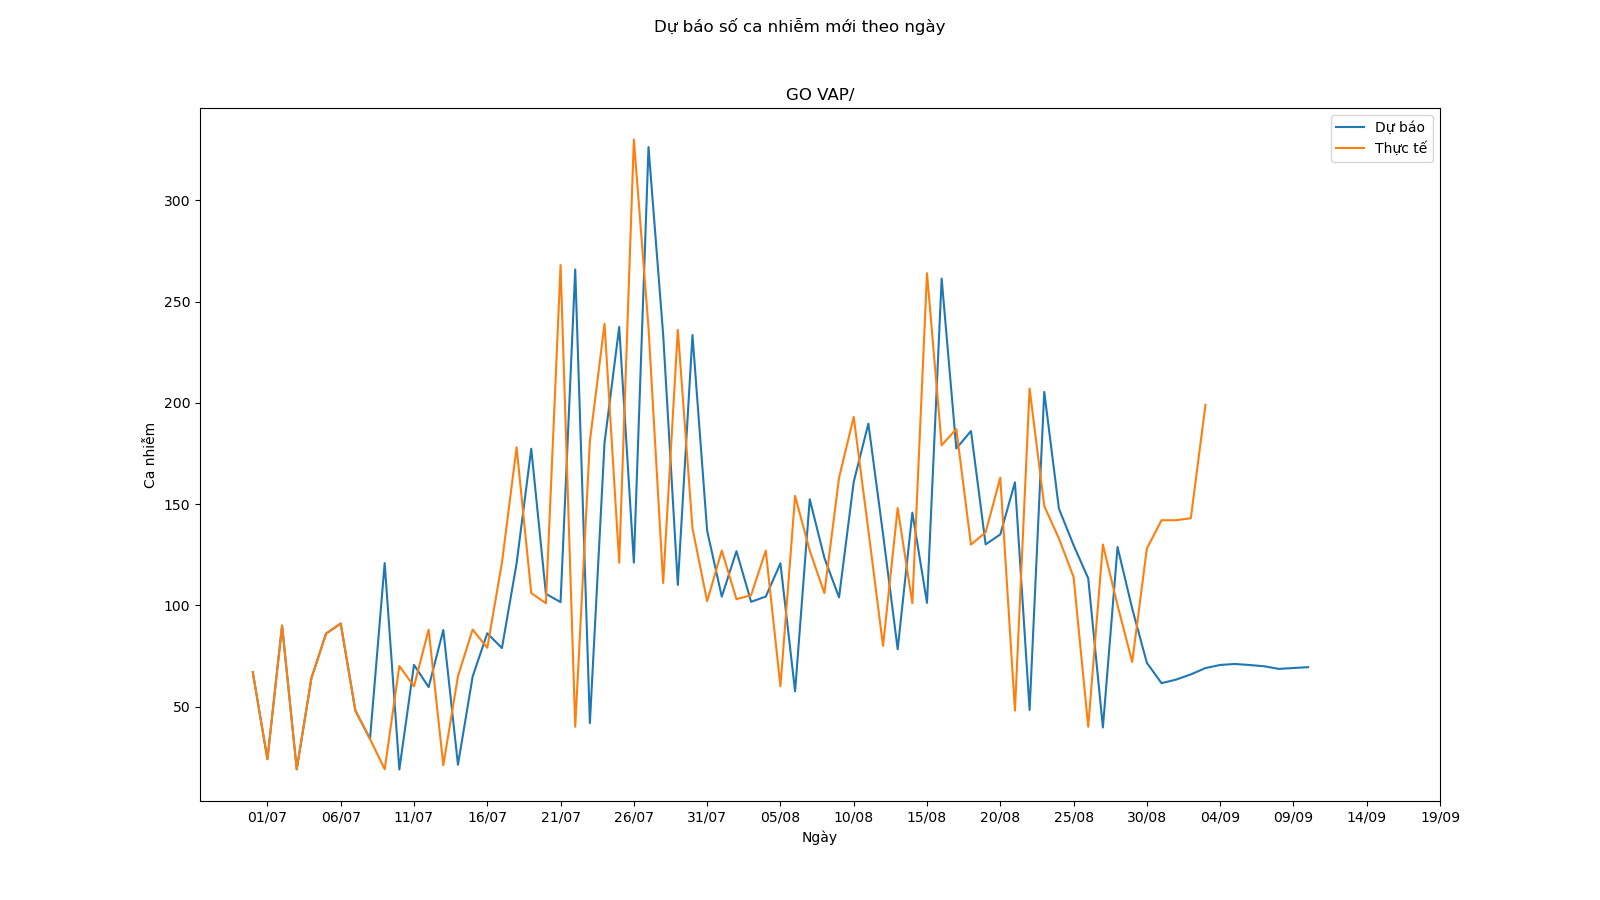 Dự báo số ca nhiễm mới theo ngày
GO VAP/
Dự báo
Thực tế
300
250
200
150
100
50
Ca nhiễm
01/07 06/07 11/07 16/07 21/07 26/07 31/07 05/08 10/08 15/08 20/08 25/08 30/08 04/09 09/09 14/09 19/09
Ngày